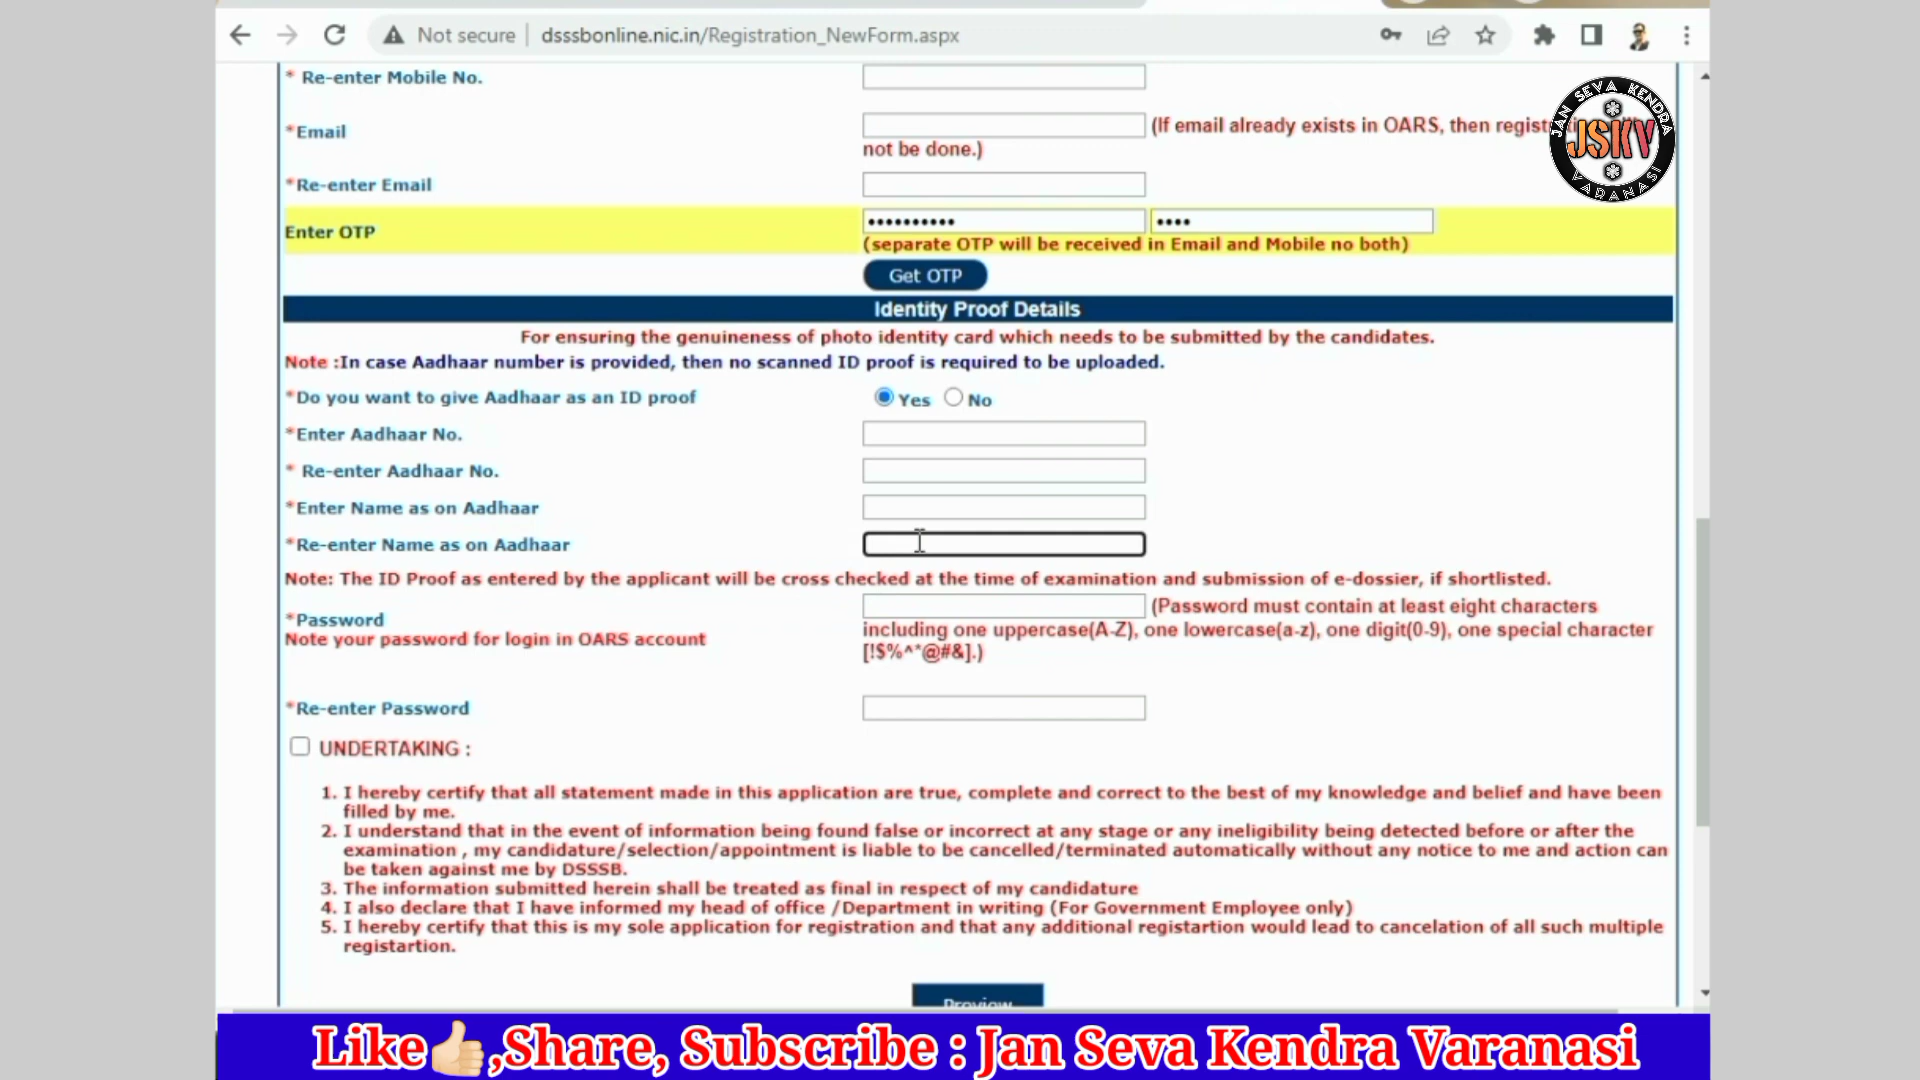 Not secure dsssbonline.nic.in/Registration_NewForm.aspx
* Re-enter Mobile No.
JAN SEVA KENDRA
JSKV
VARANASI
*Email (If email already exists in OARS, then
not be done.)
*Re-enter Email
Enter OTP •••••••••• ••••
(separate OTP will be received in Email and Mobile no both)
Get OTP
Identity Proof Details
For ensuring the genuineness of photo identity card which needs to be submitted by the candidates.
Note :In case Aadhaar number is provided, then no scanned ID proof is required to be uploaded.
*Do you want to give Aadhaar as an ID proof Yes No
*Enter Aadhaar No.
* Re-enter Aadhaar No.
*Enter Name as on Aadhaar
*Re-enter Name as on Aadhaar
Note: The ID Proof as entered by the applicant will be cross checked at the time of examination and submission of e-dossier, if shortlisted.
*Password (Password must contain at least eight characters
Note your password for login in OARS account including one uppercase(A-Z), one lowercase(a-z), one digit(0-9), one special character
[!$%^*@#&].)
*Re-enter Password
UNDERTAKING :
1. I hereby certify that all statement made in this application are true, complete and correct to the best of my knowledge and belief and have been
filled by me.
2. I understand that in the event of information being found false or incorrect at any stage or any ineligibility being detected before or after the
examination , my candidature/selection/appointment is liable to be cancelled/terminated automatically without any notice to me and action can
be taken against me by DSSSB.
3. The information submitted herein shall be treated as final in respect of my candidature
4. I also declare that I have informed my head of office /Department in writing (For Government Employee only)
5. I hereby certify that this is my sole application for registration and that any additional registartion would lead to cancelation of all such multiple
registartion.
Preview
Like👍🏻,Share, Subscribe : Jan Seva Kendra Varanasi